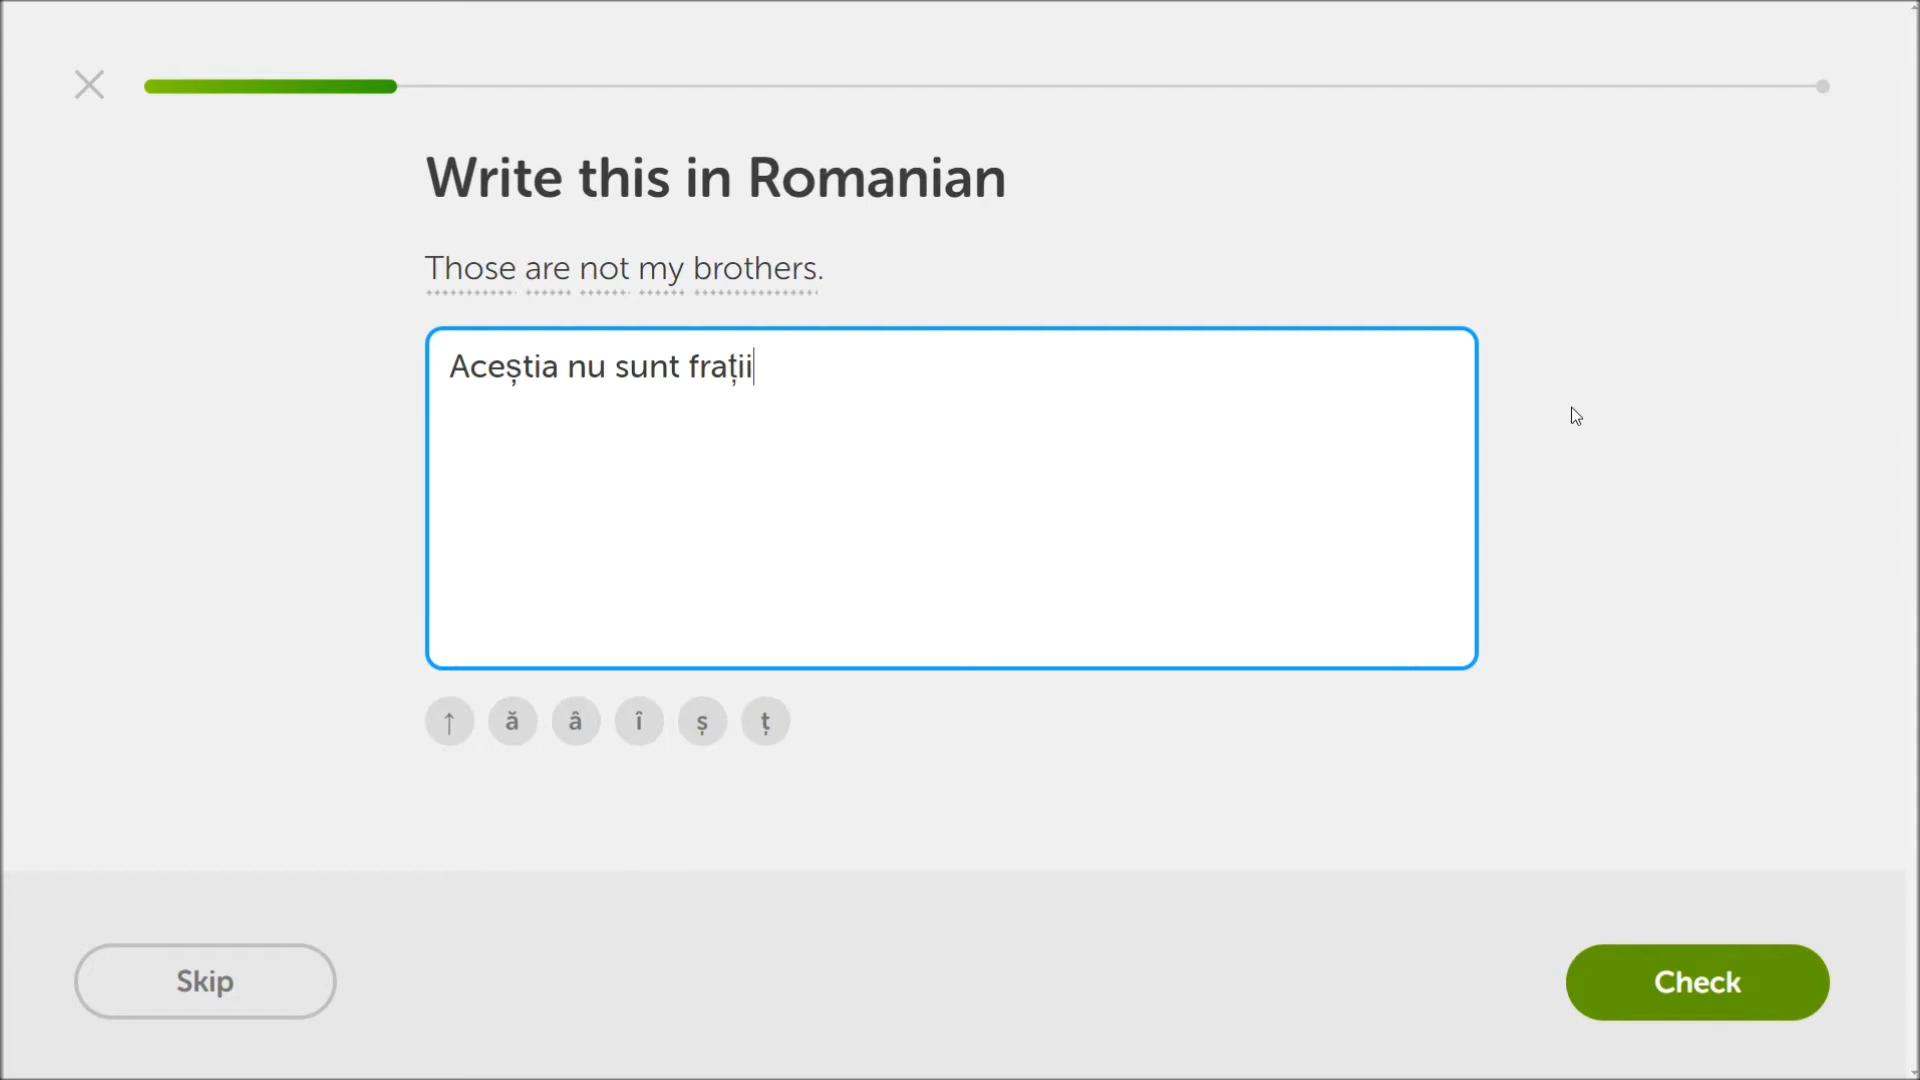 Write this in Romanian
Those are not my brothers.
Aceștia nu sunt frații
↑ ă â î ș ț
Skip
Check